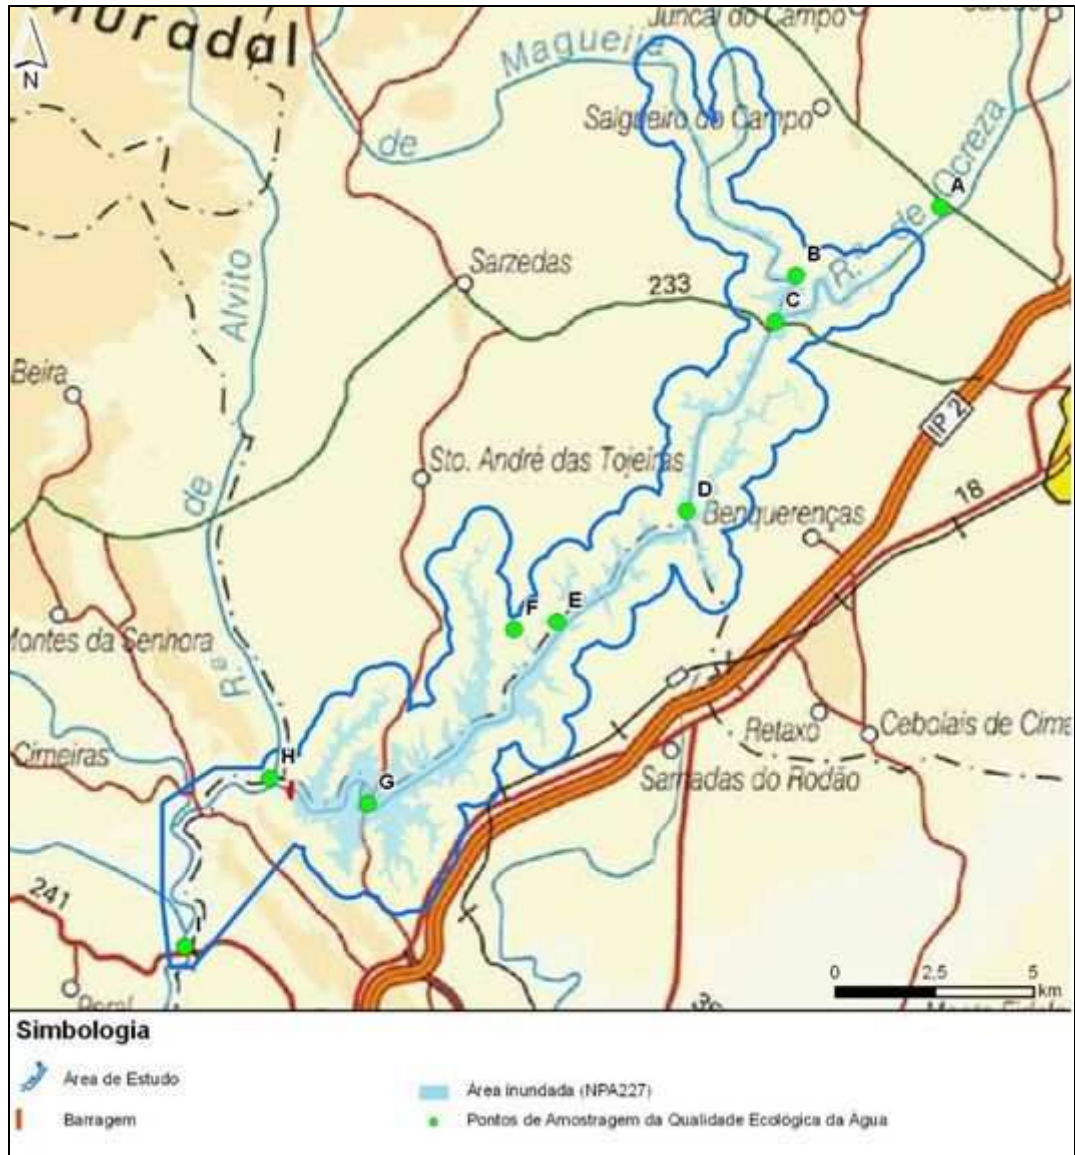 Muradal
N
Juncal do Campo
Magueija
de
Salgueiro do Campo
A
R.ª de Ocreza
B
C
Sarzedas
233
Alvito
de
R.ª
Beira
IP 2
Sto. André das Tojeiras
D
Benquerenças
18
F
E
Montes da Senhora
Retaxo
Cebolais de Cima
Cimeiras
H
G
Sarnadas do Rodão
241
I
0
2.5
5
km
Simbologia
Área de Estudo
Área inundada (NPA227)
Barragem
Pontos de Amostragem da Qualidade Ecológica da Água